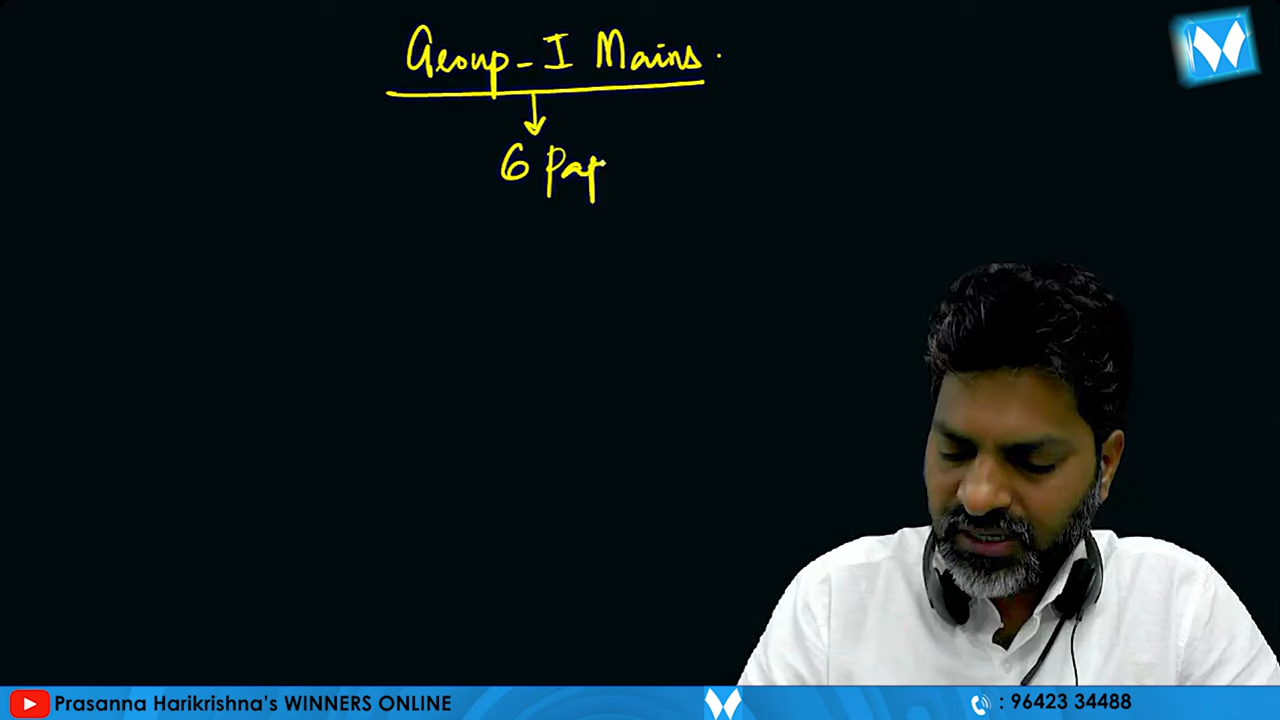 Group - I Mains.
6 Pap
Prasanna Harikrishna's WINNERS ONLINE
: 96423 34488